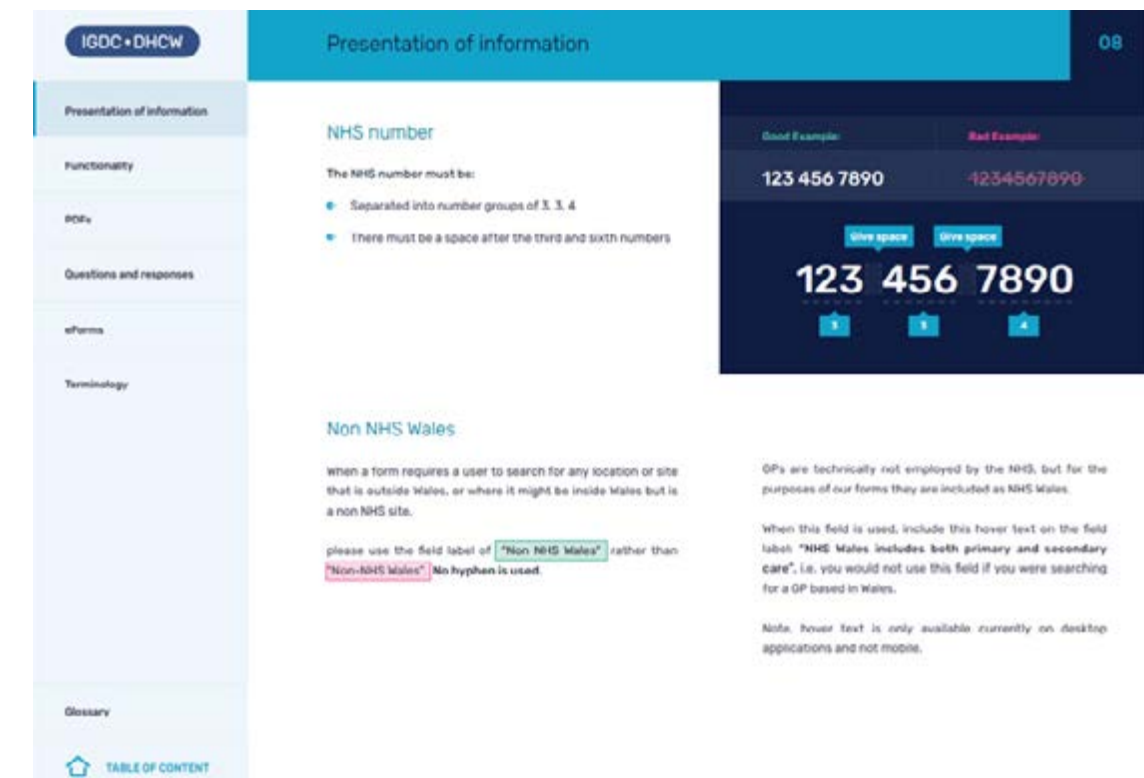 IGDC•DHCW
Presentation of information
08
Presentation of information
Functionality
PDFs
Questions and responses
eForms
Terminology
Glossary
TABLE OF CONTENT
NHS number
The NHS number must be:
Separated into number groups of 3, 3, 4
There must be a space after the third and sixth numbers
Good Example:
Bad Example:
123 456 7890
1234567890
Give space
Give space
123 456 7890
3
3
4
Non NHS Wales
When a form requires a user to search for any location or site
that is outside Wales, or where it might be inside Wales but is
a non NHS site.
please use the field label of "Non NHS Wales" rather than
"Non-NHS Wales". No hyphen is used.
GPs are technically not employed by the NHS, but for the
purposes of our forms they are included as NHS Wales.
When this field is used, include this hover text on the field
label: "NHS Wales includes both primary and secondary
care", i.e. you would not use this field if you were searching
for a GP based in Wales.
Note, hover text is only available currently on desktop
applications and not mobile.